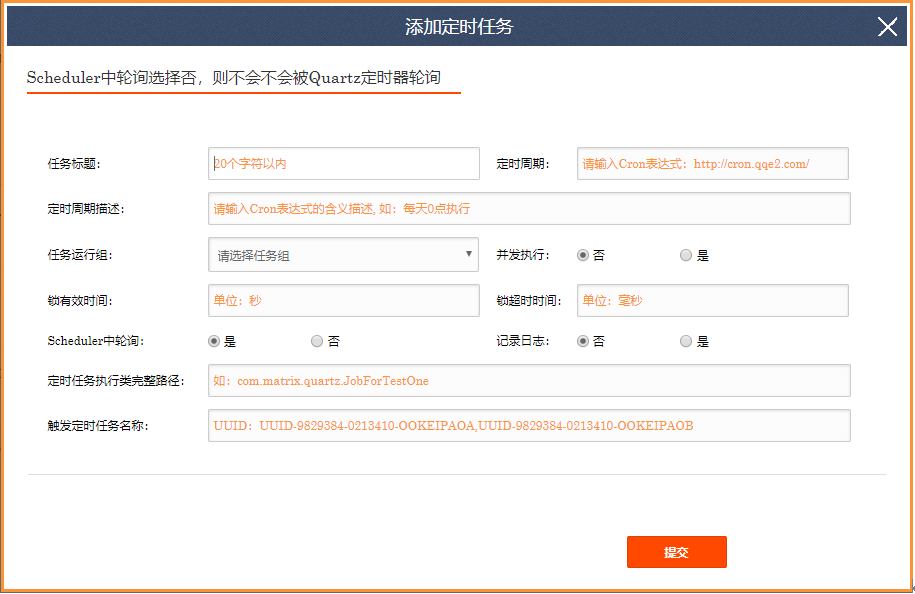 添加定时任务
Scheduler中轮询选择否，则不会不会被Quartz定时器轮询
任务标题： 20个字符以内 定时周期： 请输入Cron表达式：http://cron.qqe2.com/
定时周期描述： 请输入Cron表达式的含义描述, 如：每天0点执行
任务运行组： 请选择任务组 并发执行： 否 是
锁有效时间： 单位：秒 锁超时时间： 单位：毫秒
Scheduler中轮询： 是 否 记录日志： 否 是
定时任务执行类完整路径： 如：com.matrix.quartz.JobForTestOne
触发定时任务名称： UUID：UUID-9829384-0213410-OOKEIPAOA,UUID-9829384-0213410-OOKEIPAOB
提交